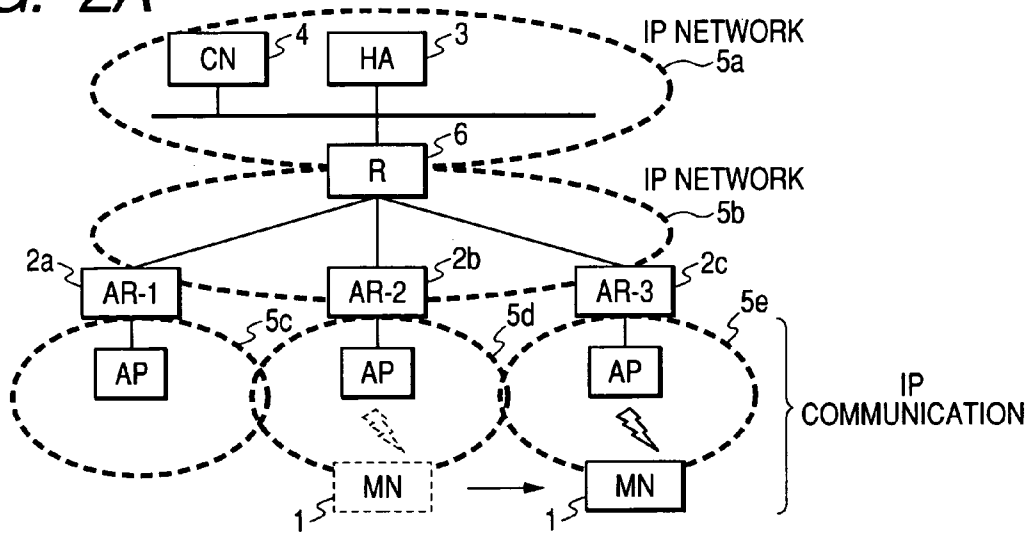 2A
IP NETWORK
5a
CN
4
HA
3
R
6
IP NETWORK
5b
2a
AR-1
AR-2
2b
AR-3
2c
5c
5d
5e
AP
AP
AP
IP
COMMUNICATION
MN
1
MN
1